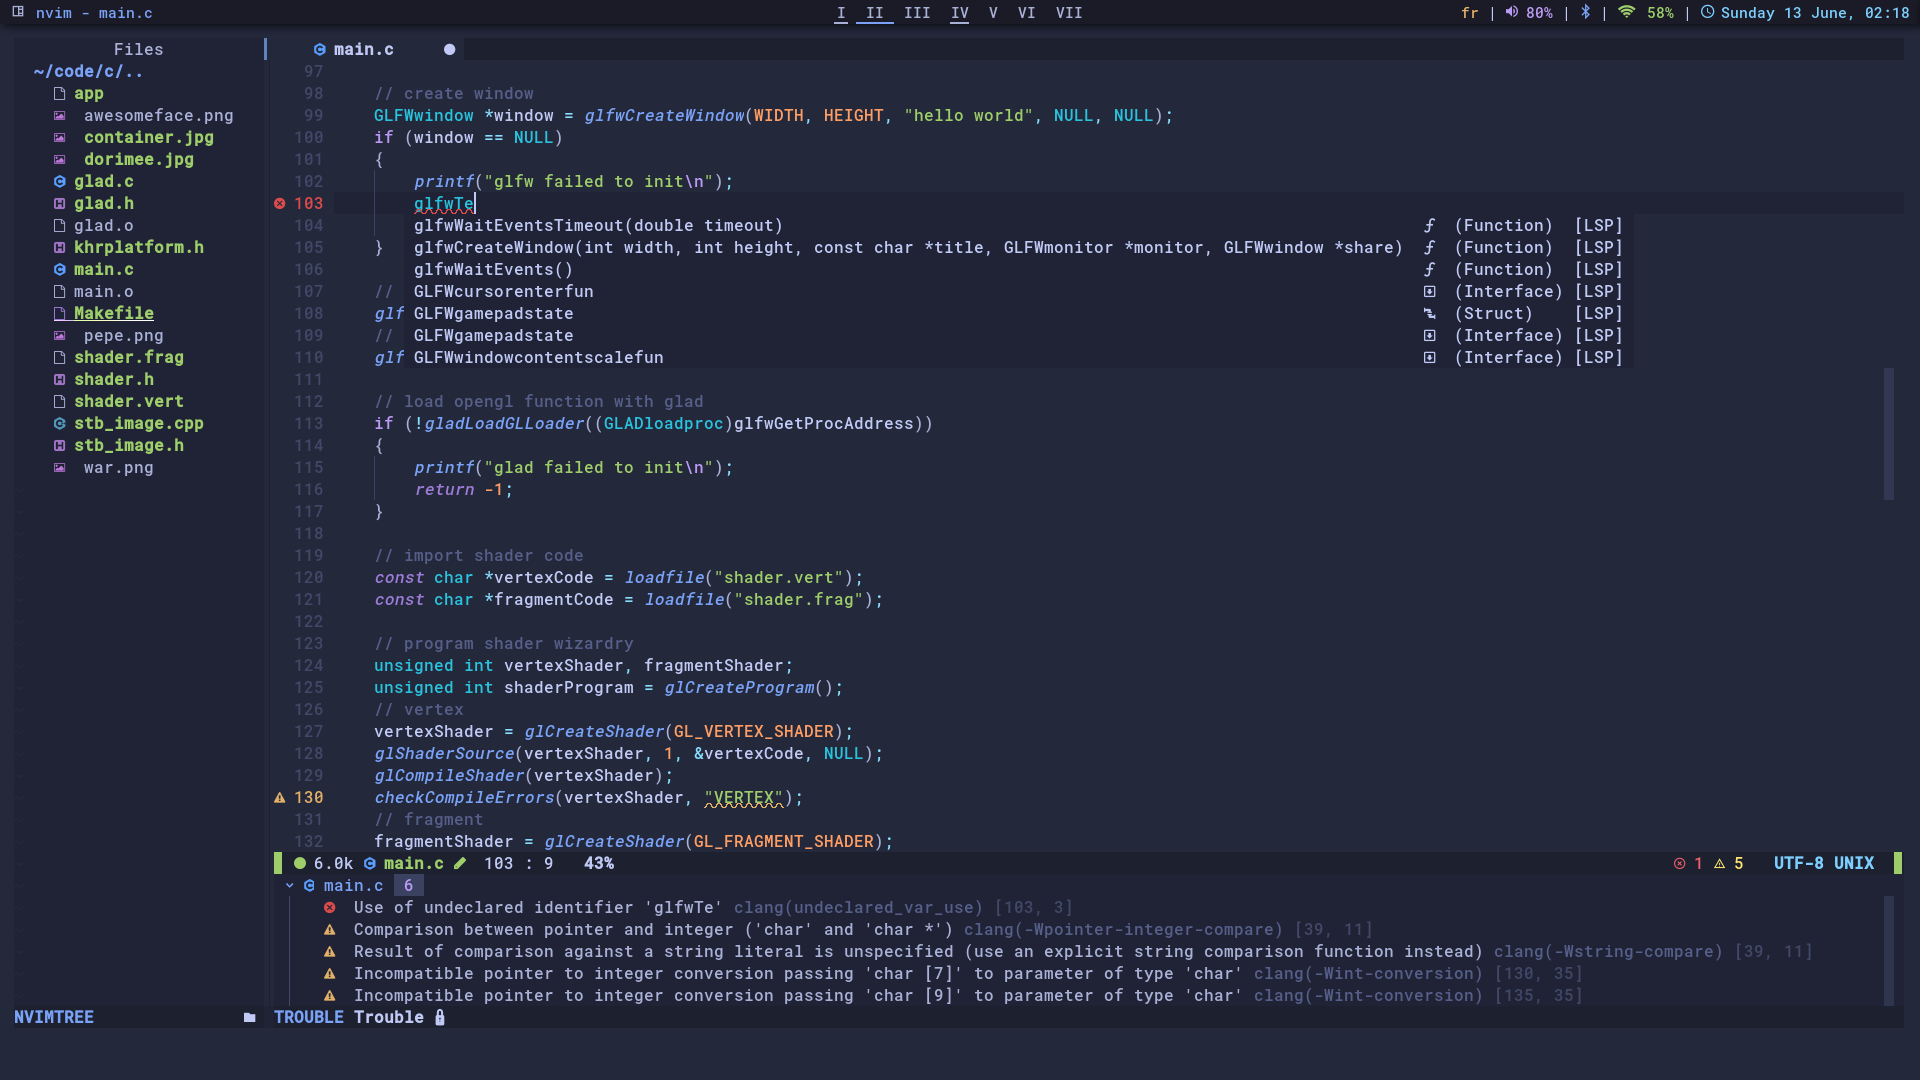 nvim - main.c
I II III IV V VI VII
fr | 80% | | 58% | Sunday 13 June, 02:18
Files
~/code/c/..
app
awesomeface.png
container.jpg
dorimee.jpg
glad.c
glad.h
glad.o
khrplatform.h
main.c
main.o
Makefile
pepe.png
shader.frag
shader.h
shader.vert
stb_image.cpp
stb_image.h
war.png
NVIMTREE
main.c
97
98 // create window
99 GLFWwindow *window = glfwCreateWindow(WIDTH, HEIGHT, "hello world", NULL, NULL);
100 if (window == NULL)
101 {
102 printf("glfw failed to init\n");
103 glfwTe
104 glfwWaitEventsTimeout(double timeout) ƒ (Function) [LSP]
105 } glfwCreateWindow(int width, int height, const char *title, GLFWmonitor *monitor, GLFWwindow *share) ƒ (Function) [LSP]
106 glfwWaitEvents() ƒ (Function) [LSP]
107 // GLFWcursorenterfun (Interface) [LSP]
108 glf GLFWgamepadstate (Struct) [LSP]
109 // GLFWgamepadstate (Interface) [LSP]
110 glf GLFWwindowcontentscalefun (Interface) [LSP]
111
112 // load opengl function with glad
113 if (!gladLoadGLLoader((GLADloadproc)glfwGetProcAddress))
114 {
115 printf("glad failed to init\n");
116 return -1;
117 }
118
119 // import shader code
120 const char *vertexCode = loadfile("shader.vert");
121 const char *fragmentCode = loadfile("shader.frag");
122
123 // program shader wizardry
124 unsigned int vertexShader, fragmentShader;
125 unsigned int shaderProgram = glCreateProgram();
126 // vertex
127 vertexShader = glCreateShader(GL_VERTEX_SHADER);
128 glShaderSource(vertexShader, 1, &vertexCode, NULL);
129 glCompileShader(vertexShader);
130 checkCompileErrors(vertexShader, "VERTEX");
131 // fragment
132 fragmentShader = glCreateShader(GL_FRAGMENT_SHADER);
6.0k main.c 103 : 9 43% 1 5 UTF-8 UNIX
main.c 6
Use of undeclared identifier 'glfwTe' clang(undeclared_var_use) [103, 3]
Comparison between pointer and integer ('char' and 'char *') clang(-Wpointer-integer-compare) [39, 11]
Result of comparison against a string literal is unspecified (use an explicit string comparison function instead) clang(-Wstring-compare) [39, 11]
Incompatible pointer to integer conversion passing 'char [7]' to parameter of type 'char' clang(-Wint-conversion) [130, 35]
Incompatible pointer to integer conversion passing 'char [9]' to parameter of type 'char' clang(-Wint-conversion) [135, 35]
TROUBLE Trouble